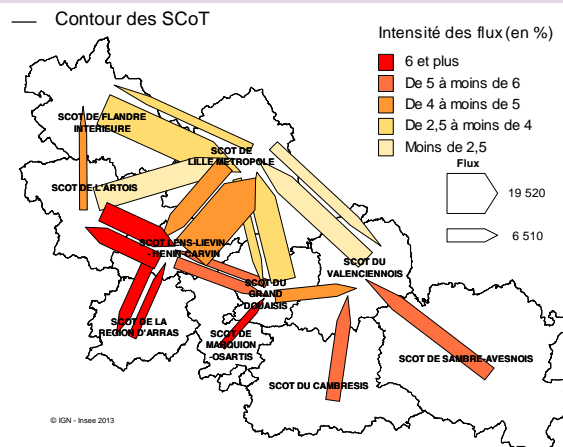 Contour des SCoT
Intensité des flux (en %)
6 et plus
De 5 à moins de 6
De 4 à moins de 5
De 2,5 à moins de 4
Moins de 2,5
Flux
19 520
6 510
SCOT DE FLANDRE
INTERIEURE
SCOT DE
LILLE METROPOLE
SCOT DE L'ARTOIS
SCOT LENS-LIEVIN-
-HENIN-CARVIN
SCOT DU
VALENCIENNOIS
SCOT DU
GRAND
DOUAISIS
SCOT DE LA
REGION D'ARRAS
SCOT DE
MARQUION
-OSARTIS
SCOT DE SAMBRE-AVESNOIS
SCOT DU CAMBRESIS
© IGN - Insee 2013